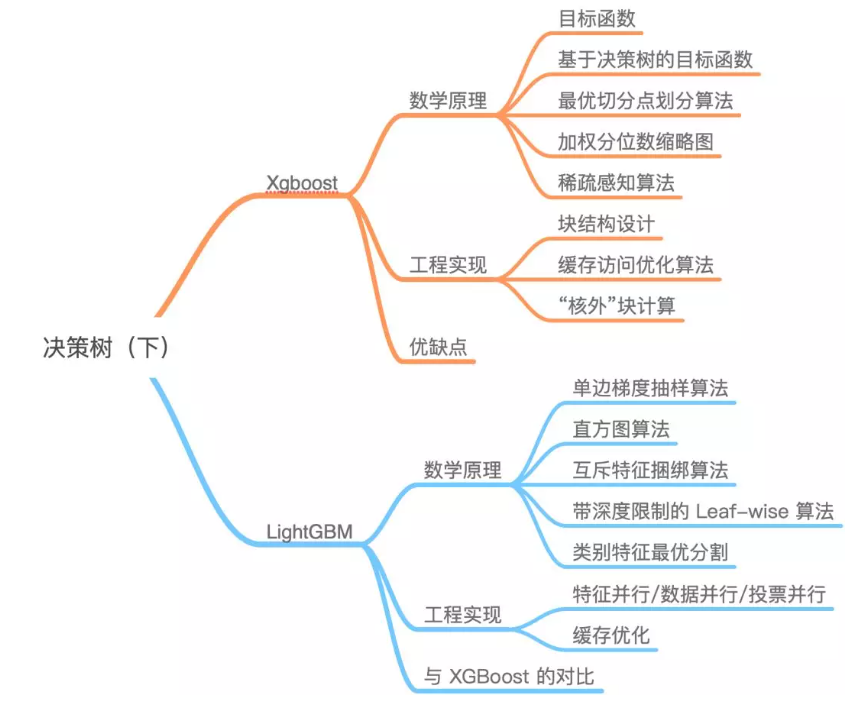 决策树（下）
Xgboost
数学原理
目标函数
基于决策树的目标函数
最优切分点划分算法
加权分位数缩略图
稀疏感知算法
工程实现
块结构设计
缓存访问优化算法
“核外”块计算
优缺点
LightGBM
数学原理
单边梯度抽样算法
直方图算法
互斥特征捆绑算法
带深度限制的 Leaf-wise 算法
类别特征最优分割
工程实现
特征并行/数据并行/投票并行
缓存优化
与 XGBoost 的对比